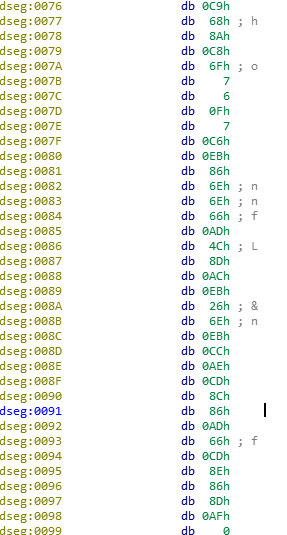 dseg:0076 db 0C9h
dseg:0077 db 68h ; h
dseg:0078 db 8Ah
dseg:0079 db 0C8h
dseg:007A db 6Fh ; o
dseg:007B db 7
dseg:007C db 6
dseg:007D db 0Fh
dseg:007E db 7
dseg:007F db 0C6h
dseg:0080 db 0EBh
dseg:0081 db 86h
dseg:0082 db 6Eh ; n
dseg:0083 db 6Eh ; n
dseg:0084 db 66h ; f
dseg:0085 db 0ADh
dseg:0086 db 4Ch ; L
dseg:0087 db 8Dh
dseg:0088 db 0ACh
dseg:0089 db 0EBh
dseg:008A db 26h ; &
dseg:008B db 6Eh ; n
dseg:008C db 0EBh
dseg:008D db 0CCh
dseg:008E db 0AEh
dseg:008F db 0CDh
dseg:0090 db 8Ch
dseg:0091 db 86h
dseg:0092 db 0ADh
dseg:0093 db 66h ; f
dseg:0094 db 0CDh
dseg:0095 db 8Eh
dseg:0096 db 86h
dseg:0097 db 8Dh
dseg:0098 db 0AFh
dseg:0099 db 0